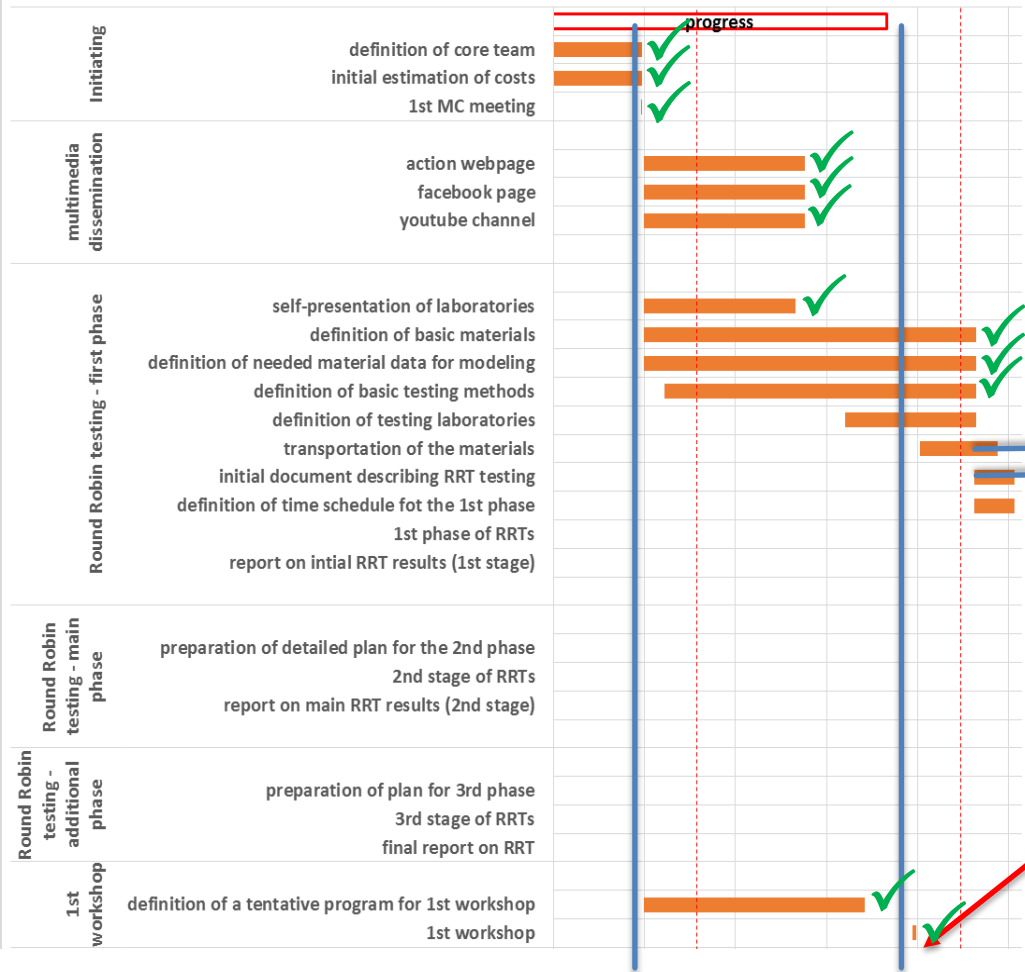 progress
Initiating
definition of core team
initial estimation of costs
1st MC meeting
multimedia
dissemination
action webpage
facebook page
youtube channel
Round Robin testing - first phase
self-presentation of laboratories
definition of basic materials
definition of needed material data for modeling
definition of basic testing methods
definition of testing laboratories
transportation of the materials
initial document describing RRT testing
definition of time schedule fot the 1st phase
1st phase of RRTs
report on intial RRT results (1st stage)
Round Robin
testing - main
phase
preparation of detailed plan for the 2nd phase
2nd stage of RRTs
report on main RRT results (2nd stage)
Round Robin
testing -
additional
phase
preparation of plan for 3rd phase
3rd stage of RRTs
final report on RRT
1st
workshop
definition of a tentative program for 1st workshop
1st workshop